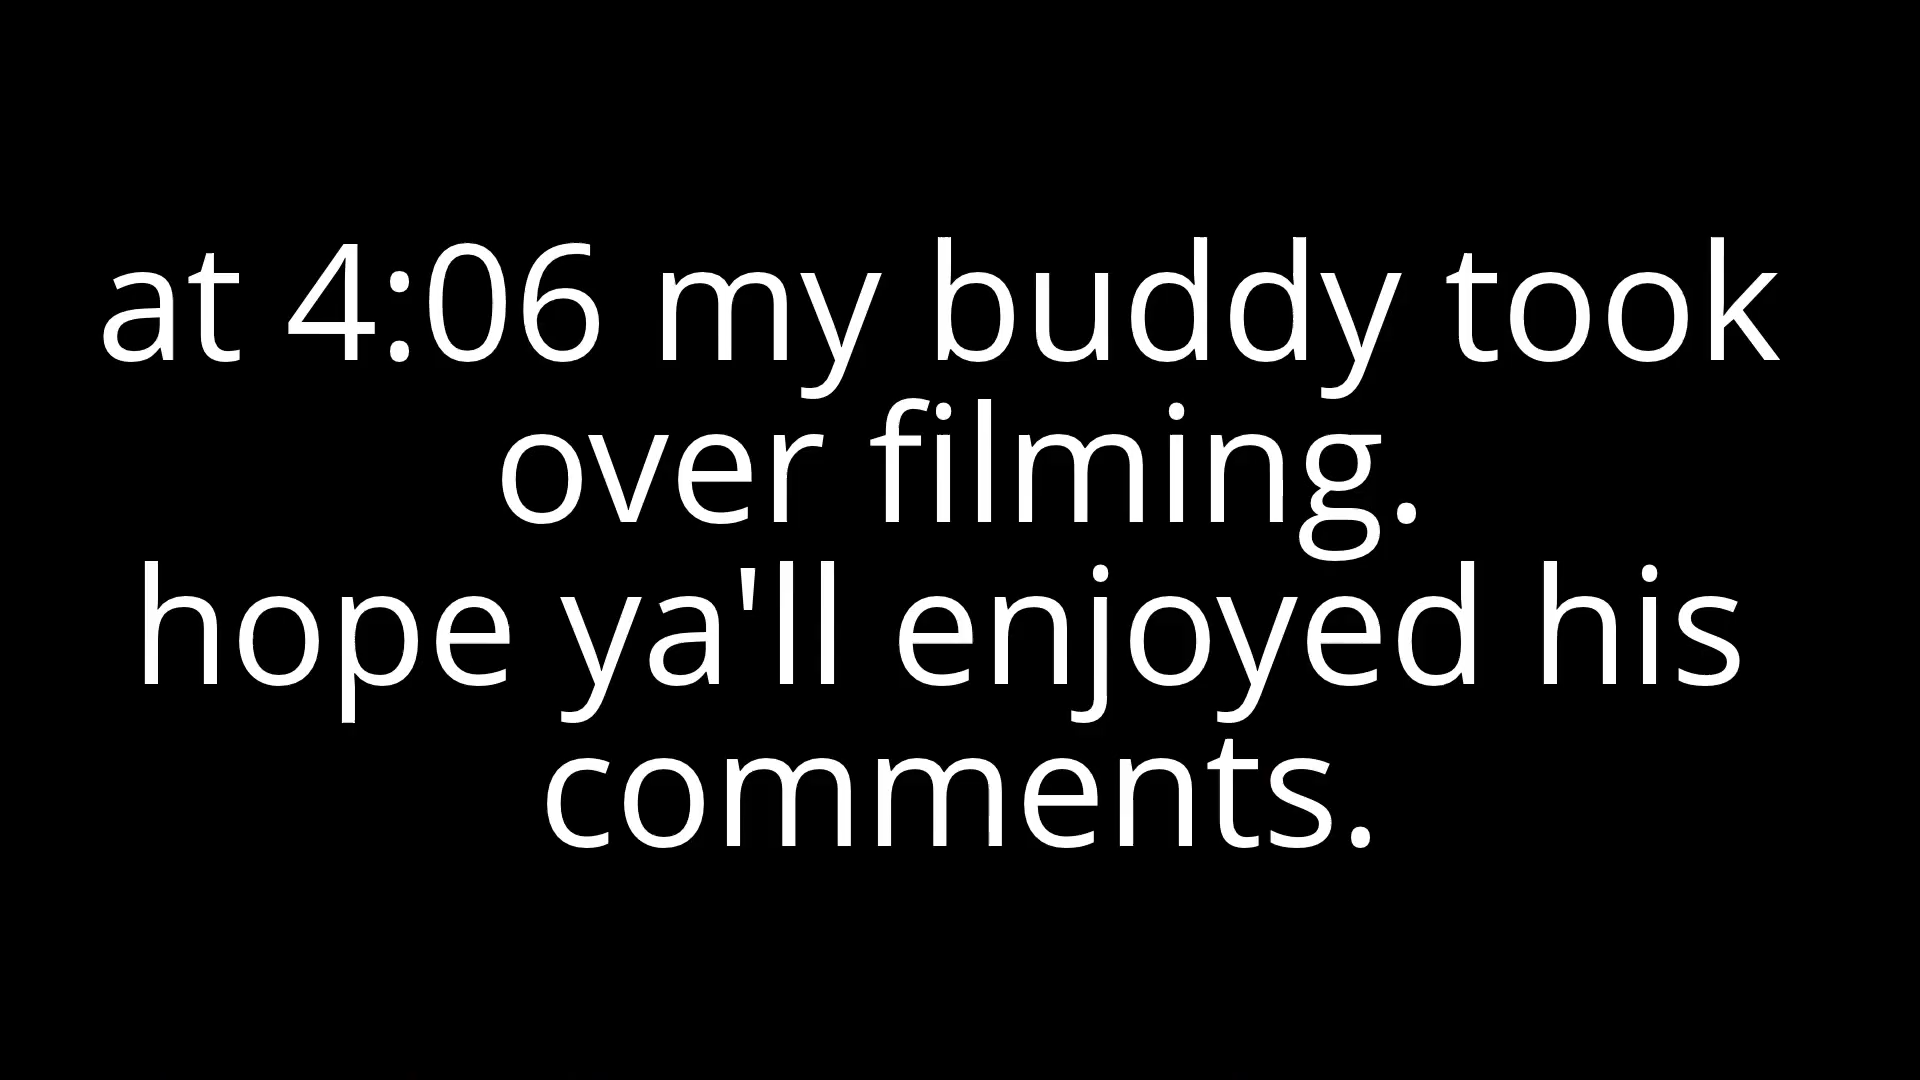 at 4:06 my buddy took
over filming.
hope ya'll enjoyed his
comments.